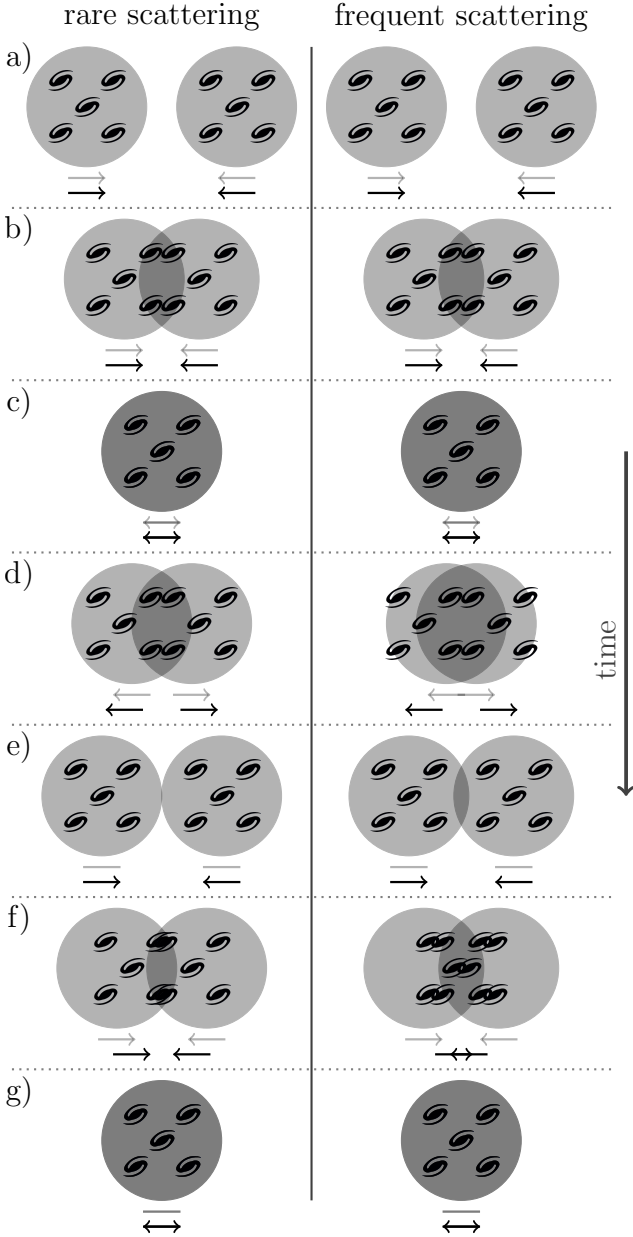 rare scattering
frequent scattering
a)
b)
c)
d)
e)
f)
g)
time